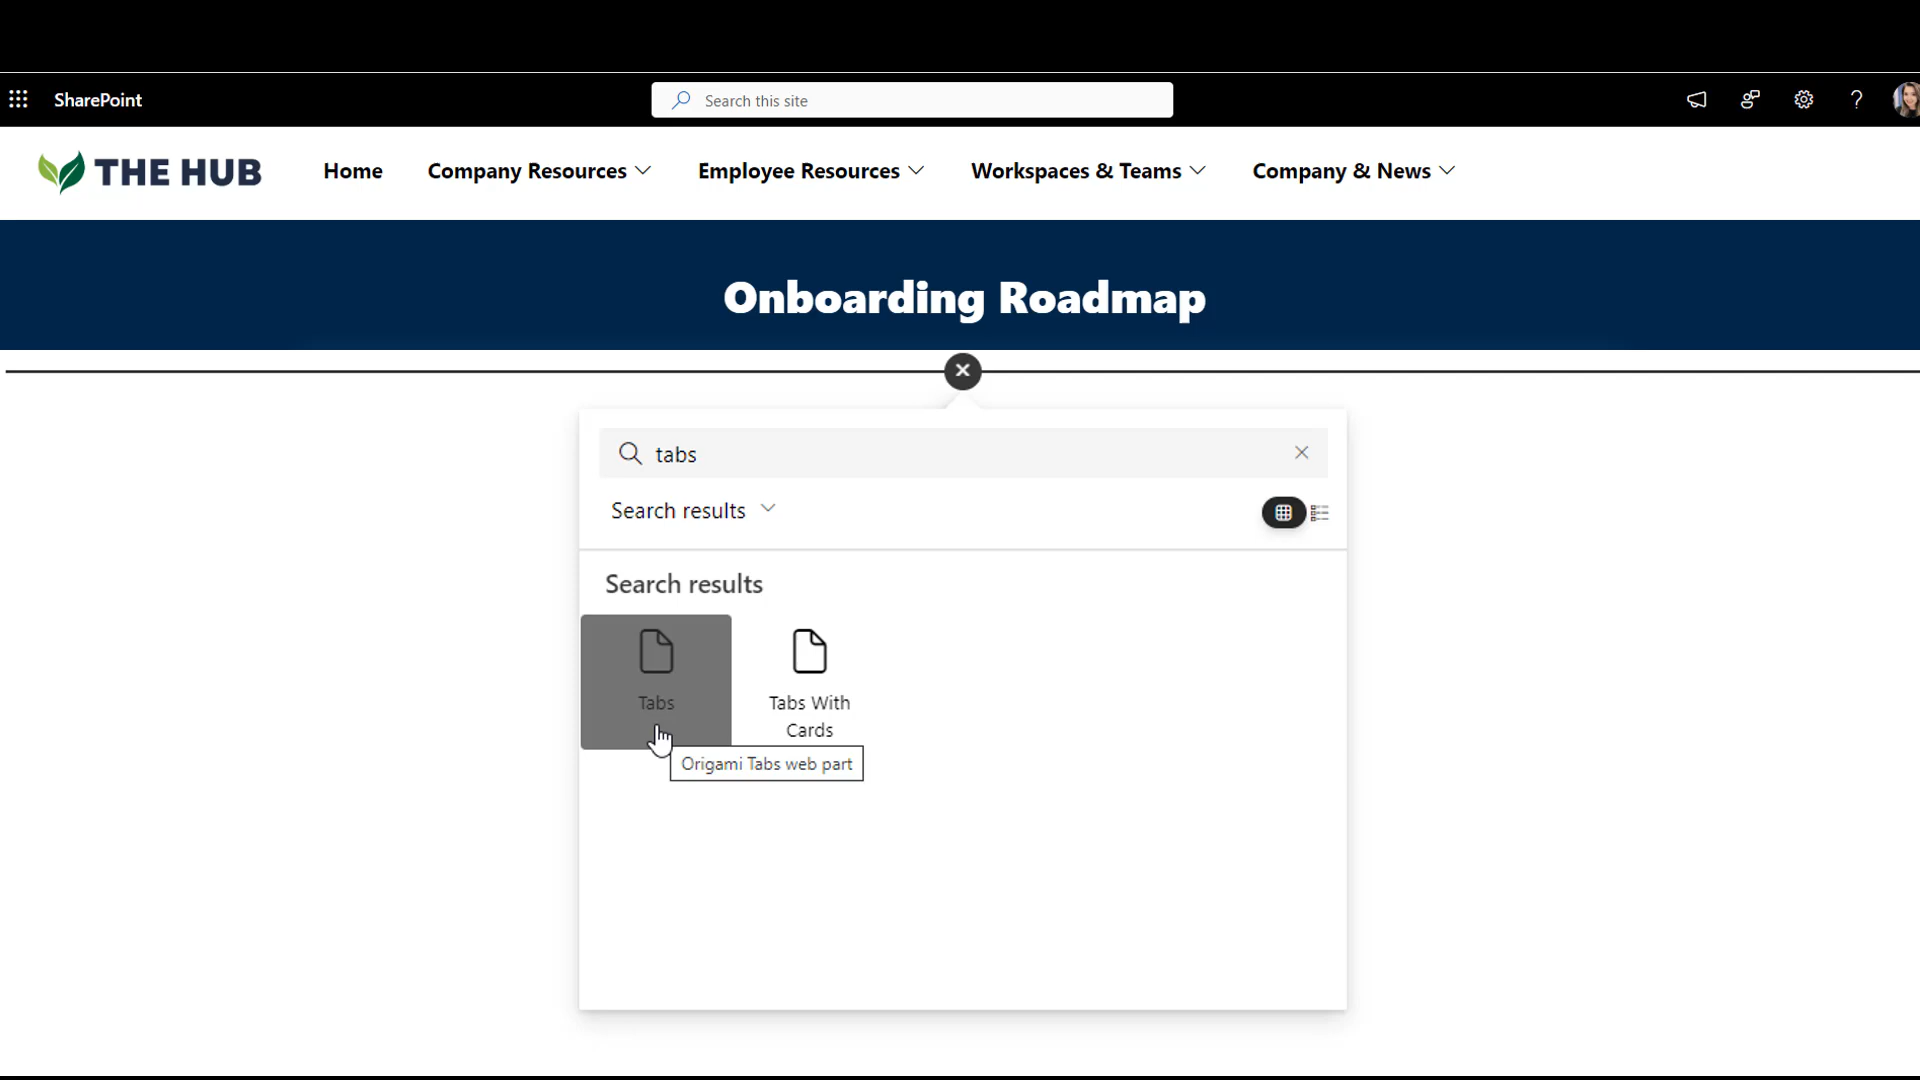 SharePoint
Search this site
THE HUB
Home
Company Resources
Employee Resources
Workspaces & Teams
Company & News
Onboarding Roadmap
tabs
Search results
Search results
Tabs
Tabs With
Cards
Origami Tabs web part